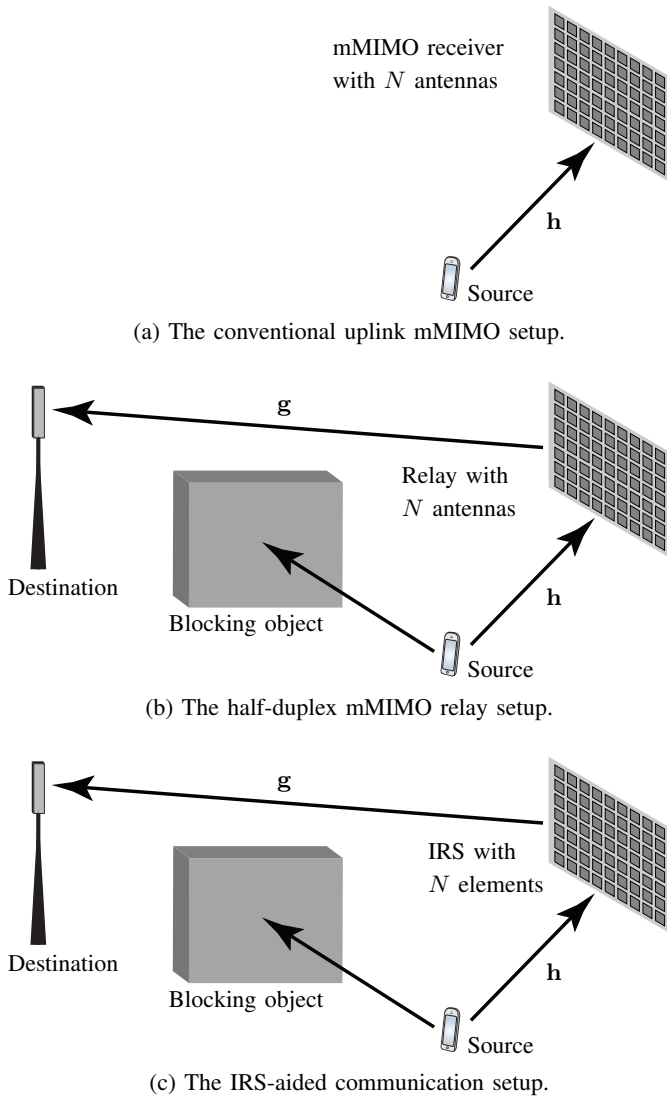 mMIMO receiver
with N antennas
h
Source
(a) The conventional uplink mMIMO setup.
g
Relay with
N antennas
Destination
h
Blocking object
Source
(b) The half-duplex mMIMO relay setup.
g
IRS with
N elements
Destination
h
Blocking object
Source
(c) The IRS-aided communication setup.